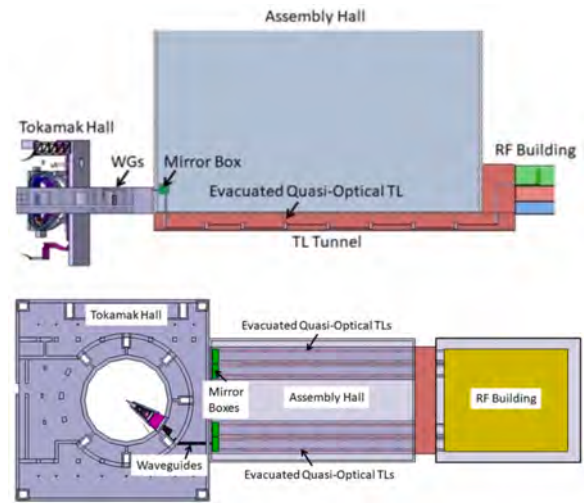 Assembly Hall
Tokamak Hall
WGs
Mirror Box
RF Building
Evacuated Quasi-Optical TL
TL Tunnel
Tokamak Hall
Evacuated Quasi-Optical TLs
Mirror
Boxes
Assembly Hall
RF Building
Waveguides
Evacuated Quasi-Optical TLs